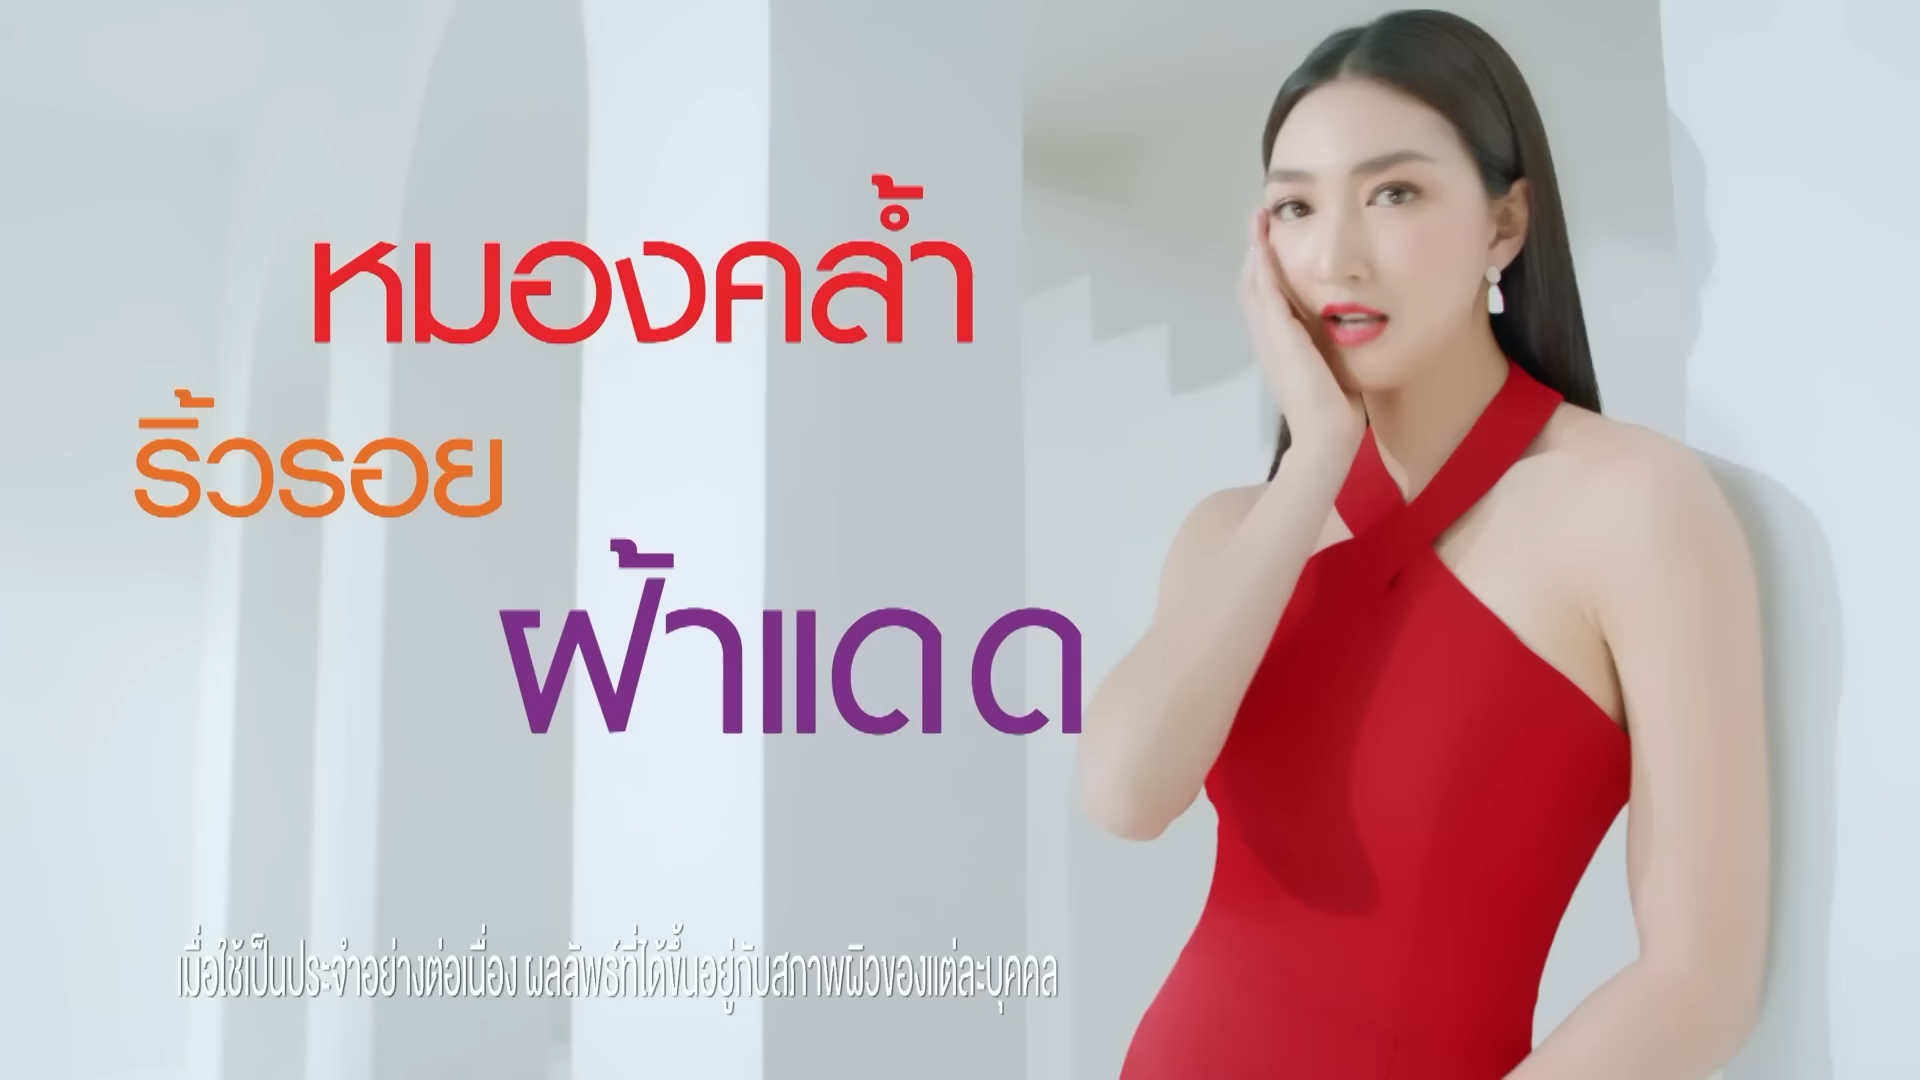 หมองคล้ำ
ริ้วรอย
ฝ้าแดด
เมื่อใช้เป็นประจำอย่างต่อเนื่อง ผลลัพธ์ที่ได้ขึ้นอยู่กับสภาพผิวของแต่ละบุคคล